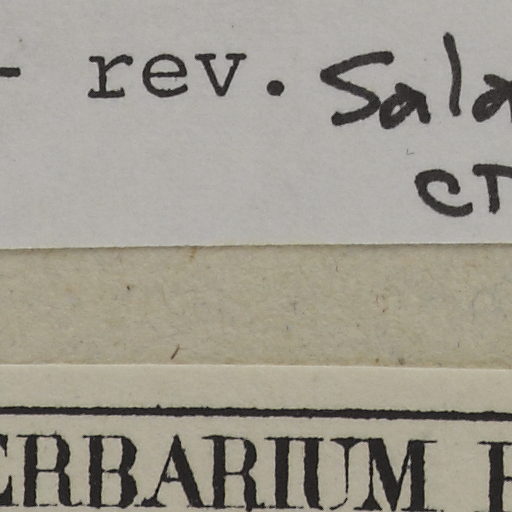 - rev. Sala
CT
ERBARIUM